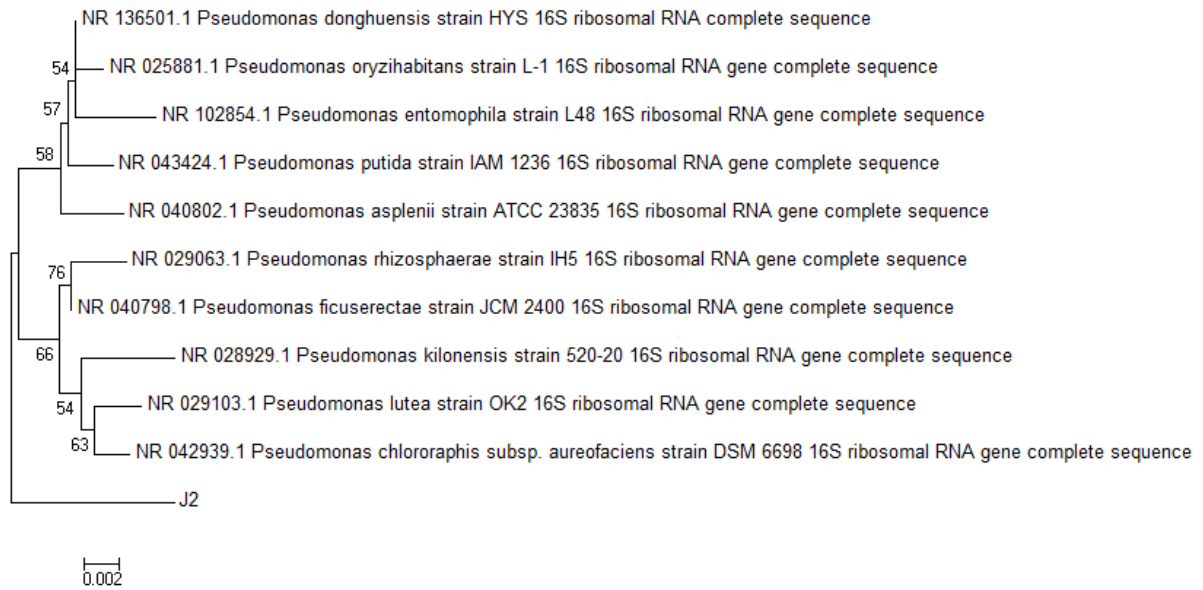 NR 136501.1 Pseudomonas donghuensis strain HYS 16S ribosomal RNA complete sequence
54
NR 025881.1 Pseudomonas oryzihabitans strain L-1 16S ribosomal RNA gene complete sequence
57
NR 102854.1 Pseudomonas entomophila strain L48 16S ribosomal RNA gene complete sequence
58
NR 043424.1 Pseudomonas putida strain IAM 1236 16S ribosomal RNA gene complete sequence
NR 040802.1 Pseudomonas asplenii strain ATCC 23835 16S ribosomal RNA gene complete sequence
NR 029063.1 Pseudomonas rhizosphaerae strain IH5 16S ribosomal RNA gene complete sequence
76
NR 040798.1 Pseudomonas ficuserectae strain JCM 2400 16S ribosomal RNA gene complete sequence
66
NR 028929.1 Pseudomonas kilonensis strain 520-20 16S ribosomal RNA gene complete sequence
54
NR 029103.1 Pseudomonas lutea strain OK2 16S ribosomal RNA gene complete sequence
63
NR 042939.1 Pseudomonas chlororaphis subsp. aureofaciens strain DSM 6698 16S ribosomal RNA gene complete sequence
J2
0.002